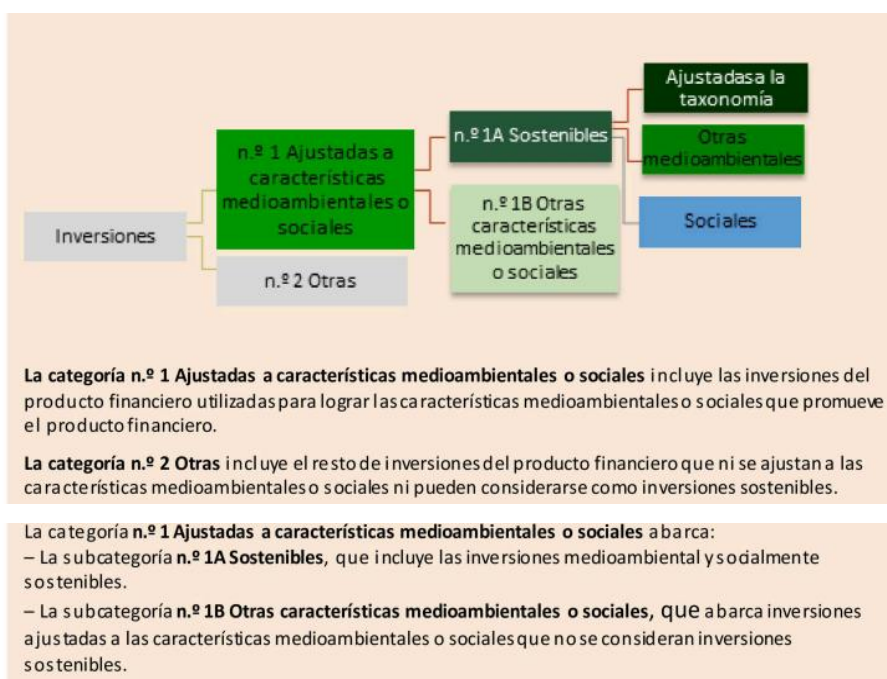 Ajustadasa la
taxonomía
n.º 1A Sostenibles
Otras
medioambientales
n.º 1 Ajustadas a
características
medioambientales o
sociales
n.º 1B Otras
características
medioambientales
o sociales
Sociales
Inversiones
n.º 2 Otras
La categoría n.º 1 Ajustadas a características medioambientales o sociales incluye las inversiones del
producto financiero utilizadas para lograr las características medioambientales o sociales que promueve
el producto financiero.
La categoría n.º 2 Otras incluye el resto de inversiones del producto financiero que ni se ajustan a las
características medioambientales o sociales ni pueden considerarse como inversiones sostenibles.
La categoría n.º 1 Ajustadas a características medioambientales o sociales abarca:
– La subcategoría n.º 1A Sostenibles, que incluye las inversiones medioambiental y socialmente
sostenibles.
– La subcategoría n.º 1B Otras características medioambientales o sociales, que abarca inversiones
ajustadas a las características medioambientales o sociales que no se consideran inversiones
sostenibles.